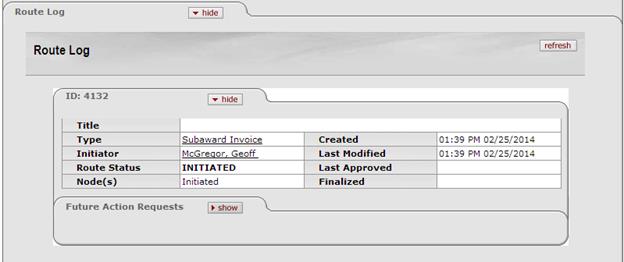 Route Log hide
Route Log refresh
ID: 4132 hide
Title
Type Subaward Invoice Created 01:39 PM 02/25/2014
Initiator McGregor, Geoff Last Modified 01:39 PM 02/25/2014
Route Status INITIATED Last Approved
Node(s) Initiated Finalized
Future Action Requests show